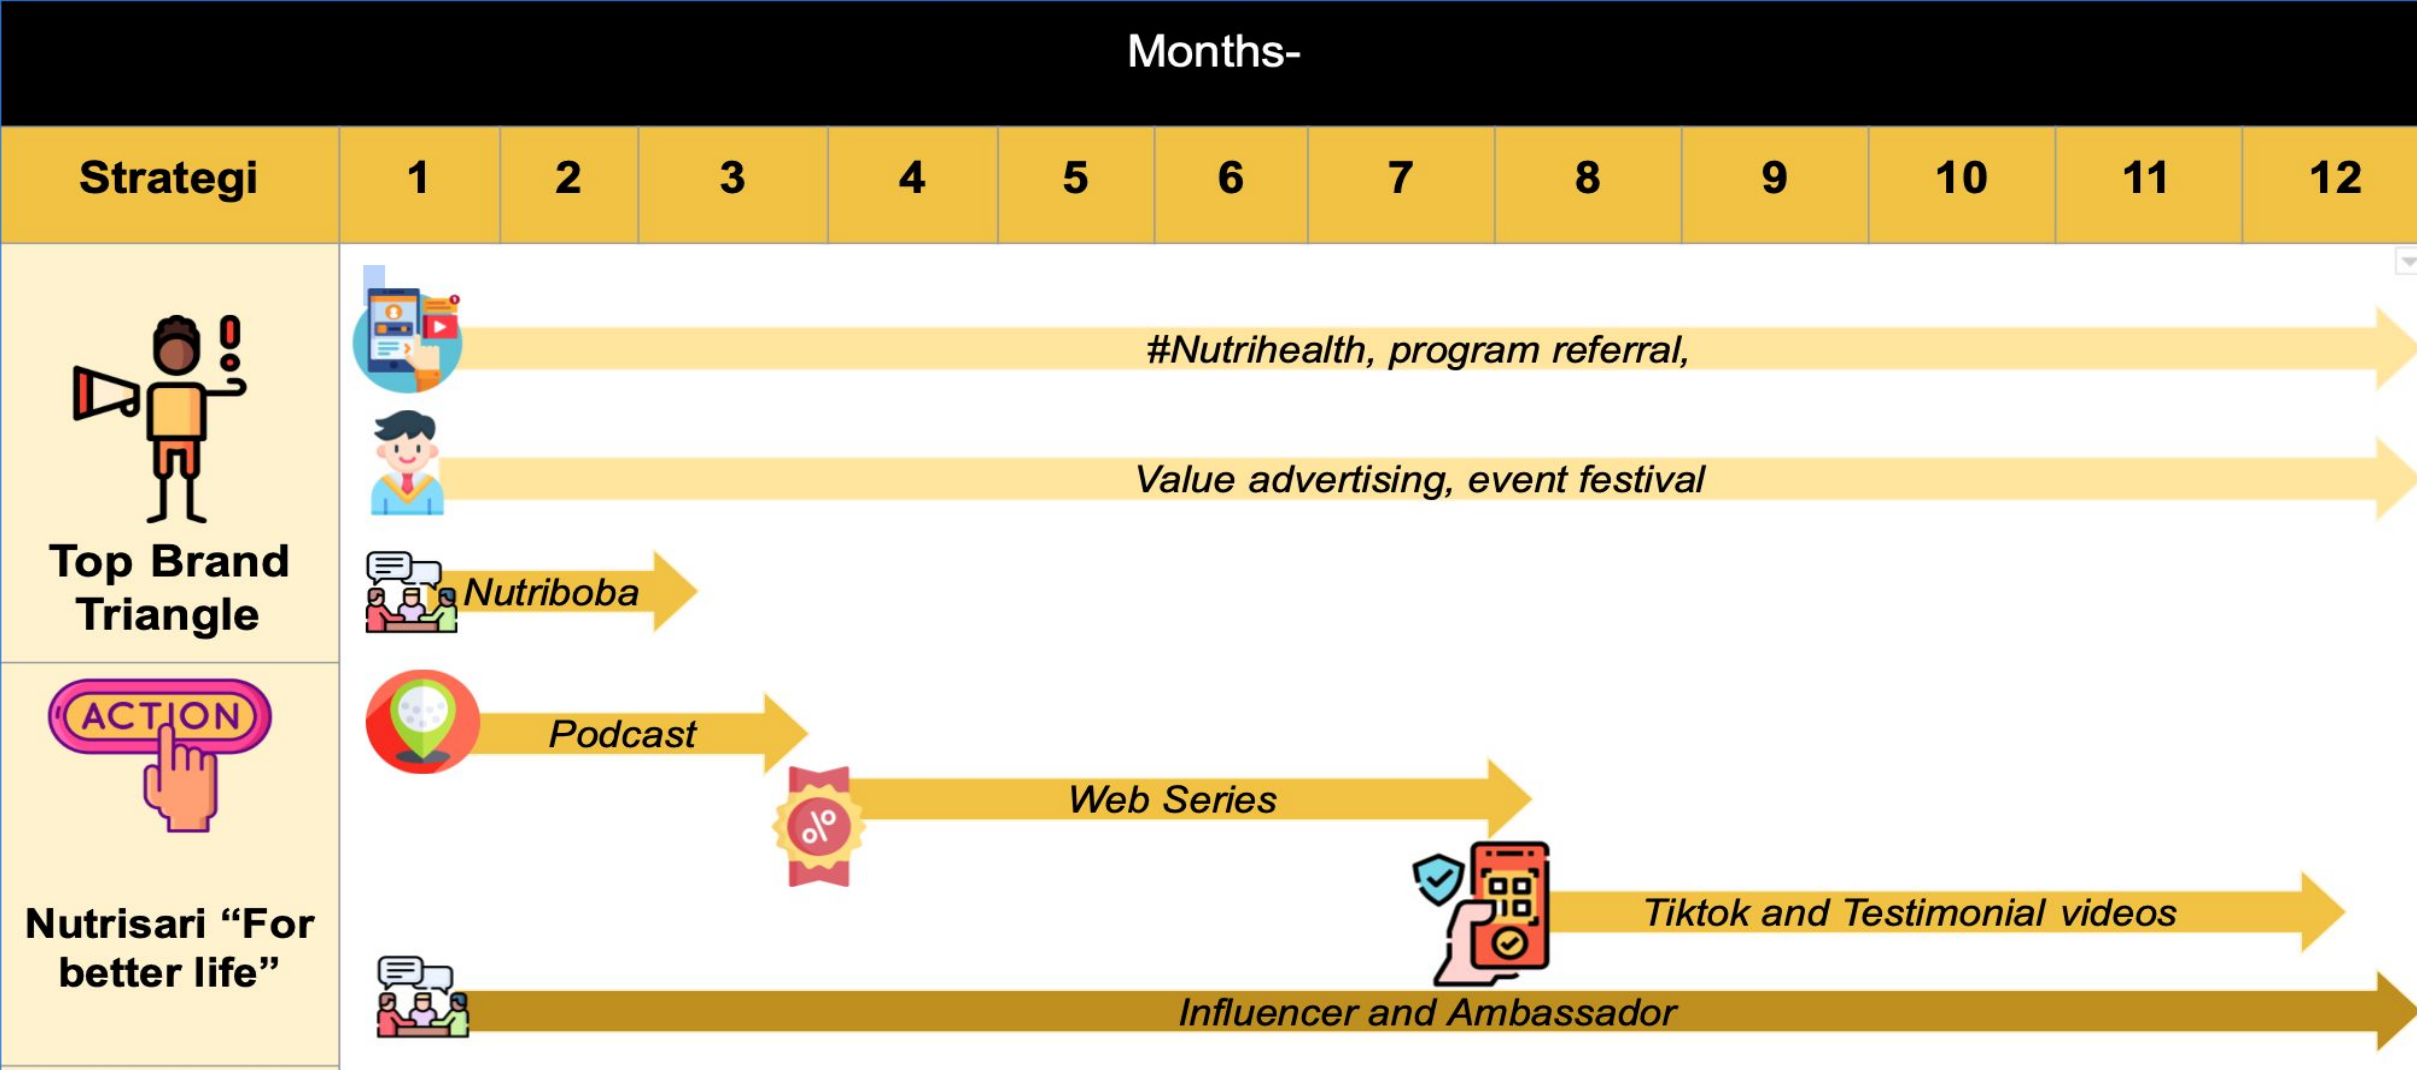 Months-
Strategi 1 2 3 4 5 6 7 8 9 10 11 12
#Nutrihealth, program referral,
Value advertising, event festival
Top Brand
Triangle
Nutriboba
ACTION
Podcast
Web Series
%
Nutrisari “For
better life”
Tiktok and Testimonial videos
Influencer and Ambassador